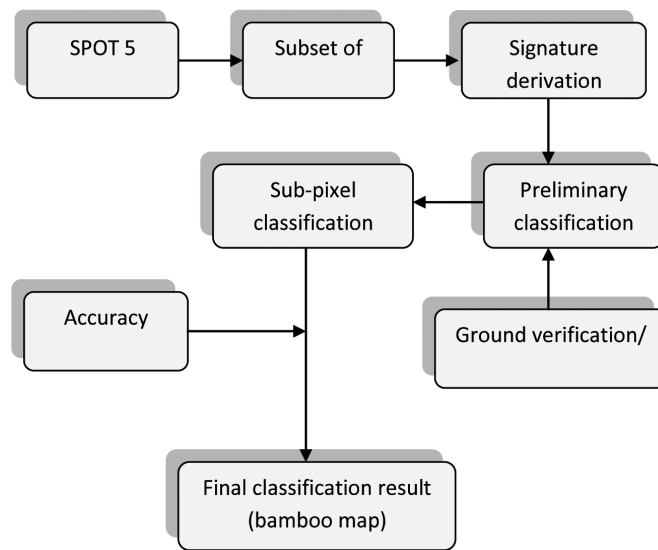 SPOT 5
Subset of
Signature
derivation
Sub-pixel
classification
Preliminary
classification
Accuracy
Ground verification/
Final classification result
(bamboo map)